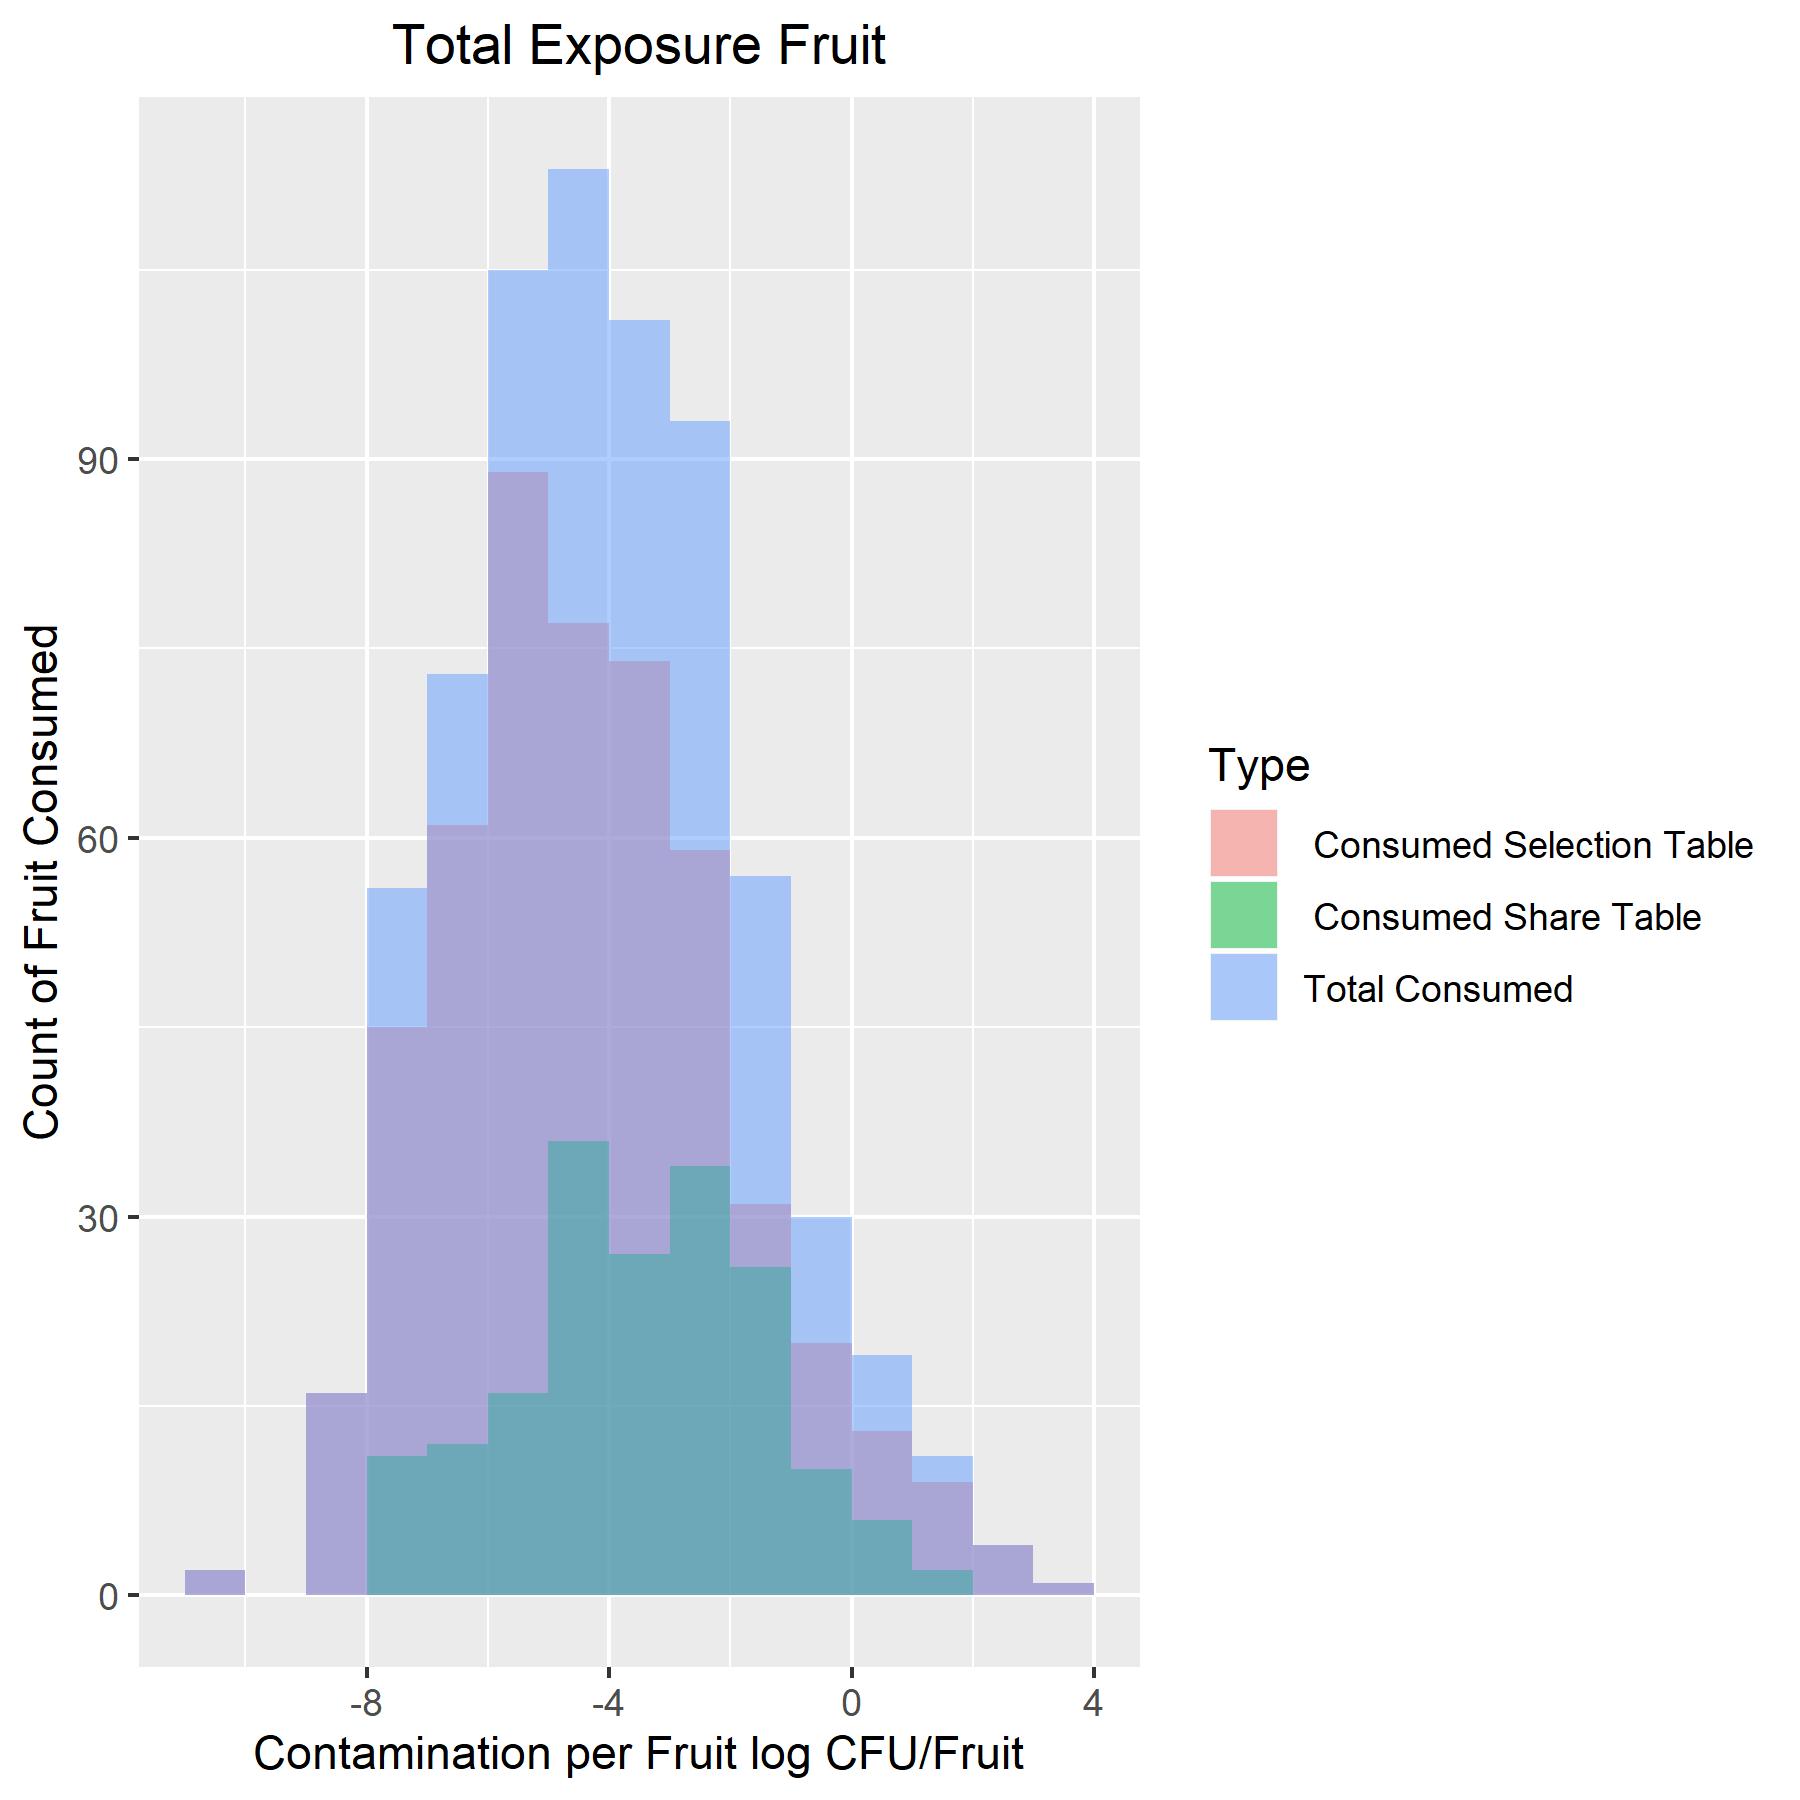 Total Exposure Fruit
Count of Fruit Consumed
90
60
30
0
-8
-4
0
4
Contamination per Fruit log CFU/Fruit
Type
Consumed Selection Table
Consumed Share Table
Total Consumed